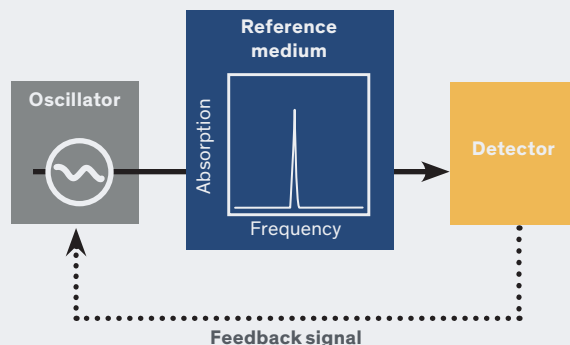 Reference
medium
Oscillator
Absorption
Detector
Frequency
Feedback signal